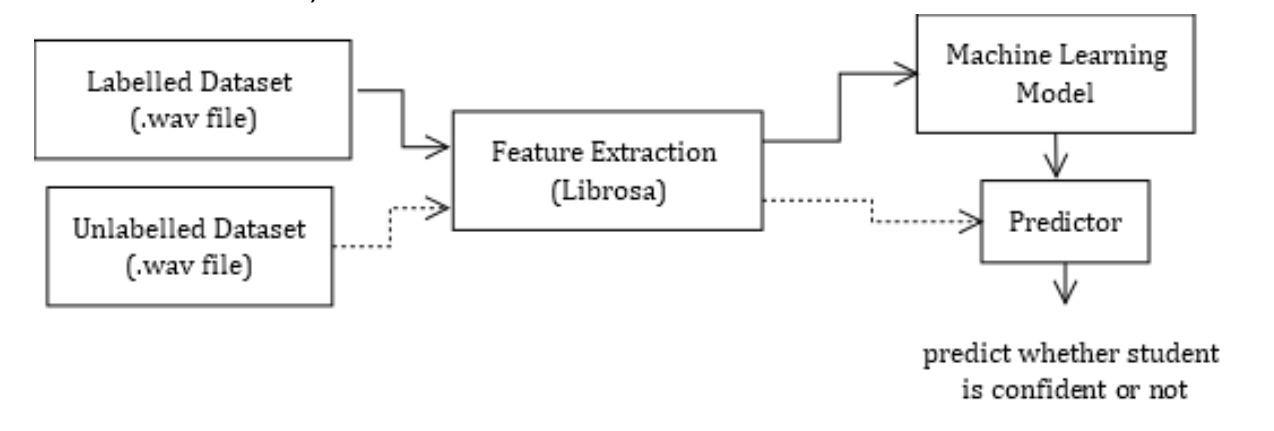 Labelled Dataset
(.wav file)
Unlabelled Dataset
(.wav file)
Feature Extraction
(Librosa)
Machine Learning
Model
Predictor
predict whether student
is confident or not